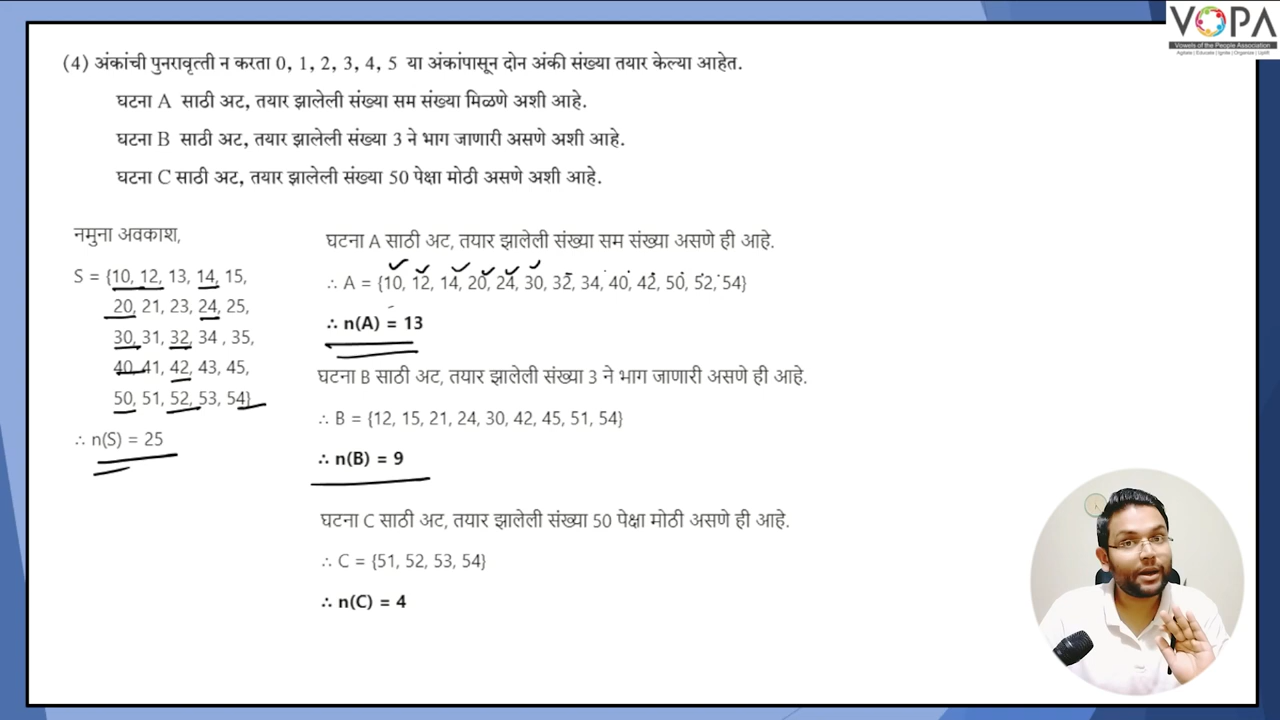 VOPA
Vowels of the People Association
Agitate | Educate | Ignite | Organize | Uplift
(4) अंकांची पुनरावृत्ती न करता 0, 1, 2, 3, 4, 5 या अंकांपासून दोन अंकी संख्या तयार केल्या आहेत.
घटना A साठी अट, तयार झालेली संख्या सम संख्या मिळणे अशी आहे.
घटना B साठी अट, तयार झालेली संख्या 3 ने भाग जाणारी असणे अशी आहे.
घटना C साठी अट, तयार झालेली संख्या 50 पेक्षा मोठी असणे अशी आहे.
नमुना अवकाश,
S = {10, 12, 13, 14, 15,
20, 21, 23, 24, 25,
30, 31, 32, 34 , 35,
40, 41, 42, 43, 45,
50, 51, 52, 53, 54}
∴ n(S) = 25
घटना A साठी अट, तयार झालेली संख्या सम संख्या असणे ही आहे.
∴ A = {10, 12, 14, 20, 24, 30, 32, 34, 40, 42, 50, 52, 54}
∴ n(A) = 13
घटना B साठी अट, तयार झालेली संख्या 3 ने भाग जाणारी असणे ही आहे.
∴ B = {12, 15, 21, 24, 30, 42, 45, 51, 54}
∴ n(B) = 9
घटना C साठी अट, तयार झालेली संख्या 50 पेक्षा मोठी असणे ही आहे.
∴ C = {51, 52, 53, 54}
∴ n(C) = 4